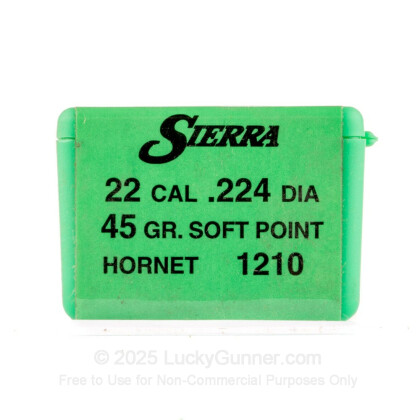 SIERRA
22 CAL .224 DIA
45 GR. SOFT POINT
HORNET 1210
© 2025 LuckyGunner.com
Free to Use for Non-Commercial Purposes Only